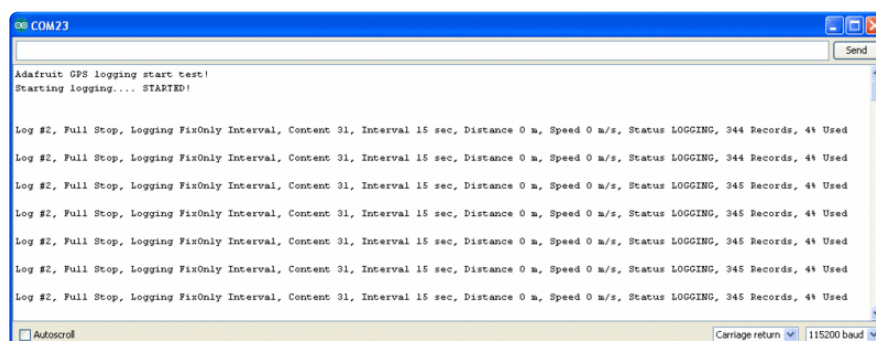 COM23
Send
Adafruit GPS logging start test!
Starting logging.... STARTED!
Log #2, Full Stop, Logging FixOnly Interval, Content 31, Interval 15 sec, Distance 0 m, Speed 0 m/s, Status LOGGING, 344 Records, 4% Used
Log #2, Full Stop, Logging FixOnly Interval, Content 31, Interval 15 sec, Distance 0 m, Speed 0 m/s, Status LOGGING, 344 Records, 4% Used
Log #2, Full Stop, Logging FixOnly Interval, Content 31, Interval 15 sec, Distance 0 m, Speed 0 m/s, Status LOGGING, 345 Records, 4% Used
Log #2, Full Stop, Logging FixOnly Interval, Content 31, Interval 15 sec, Distance 0 m, Speed 0 m/s, Status LOGGING, 345 Records, 4% Used
Log #2, Full Stop, Logging FixOnly Interval, Content 31, Interval 15 sec, Distance 0 m, Speed 0 m/s, Status LOGGING, 345 Records, 4% Used
Log #2, Full Stop, Logging FixOnly Interval, Content 31, Interval 15 sec, Distance 0 m, Speed 0 m/s, Status LOGGING, 345 Records, 4% Used
Log #2, Full Stop, Logging FixOnly Interval, Content 31, Interval 15 sec, Distance 0 m, Speed 0 m/s, Status LOGGING, 345 Records, 4% Used
Autoscroll Carriage return 115200 baud